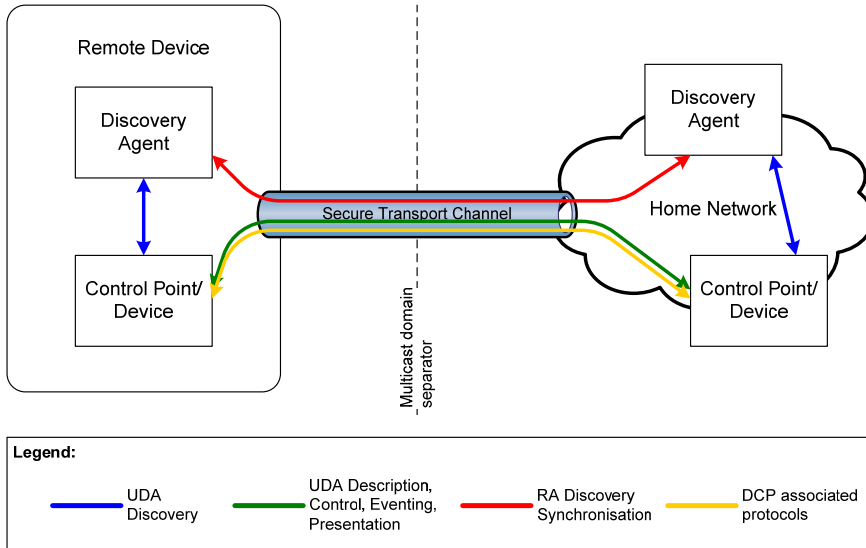 Remote Device
Discovery
Agent
Control Point/
Device
Secure Transport Channel
Multicast domain
separator
Discovery
Agent
Home Network
Control Point/
Device
Legend:
UDA
Discovery
UDA Description,
Control, Eventing,
Presentation
RA Discovery
Synchronisation
DCP associated
protocols